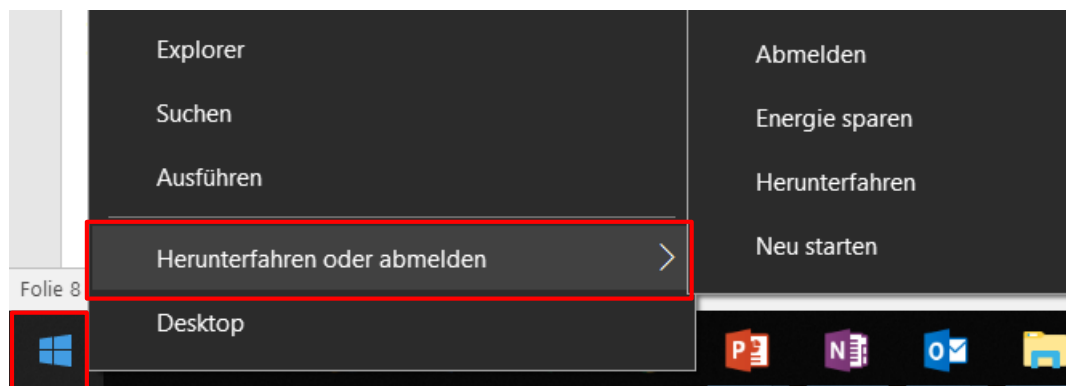 Explorer
Suchen
Ausführen
Herunterfahren oder abmelden
Desktop
Abmelden
Energie sparen
Herunterfahren
Neu starten
Folie 8
P
N
O